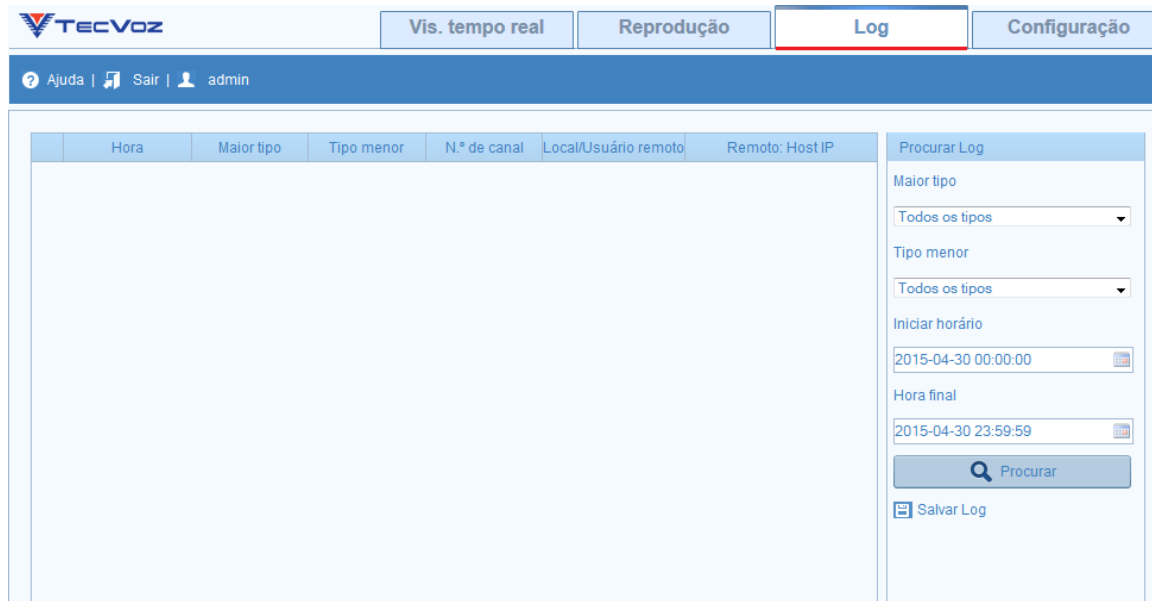 TECVOZ
Vis. tempo real
Reprodução
Log
Configuração
Ajuda | Sair | admin
Hora
Maior tipo
Tipo menor
N.º de canal
Local/Usuário remoto
Remoto: Host IP
Procurar Log
Maior tipo
Todos os tipos
Tipo menor
Todos os tipos
Iniciar horário
2015-04-30 00:00:00
Hora final
2015-04-30 23:59:59
Procurar
Salvar Log